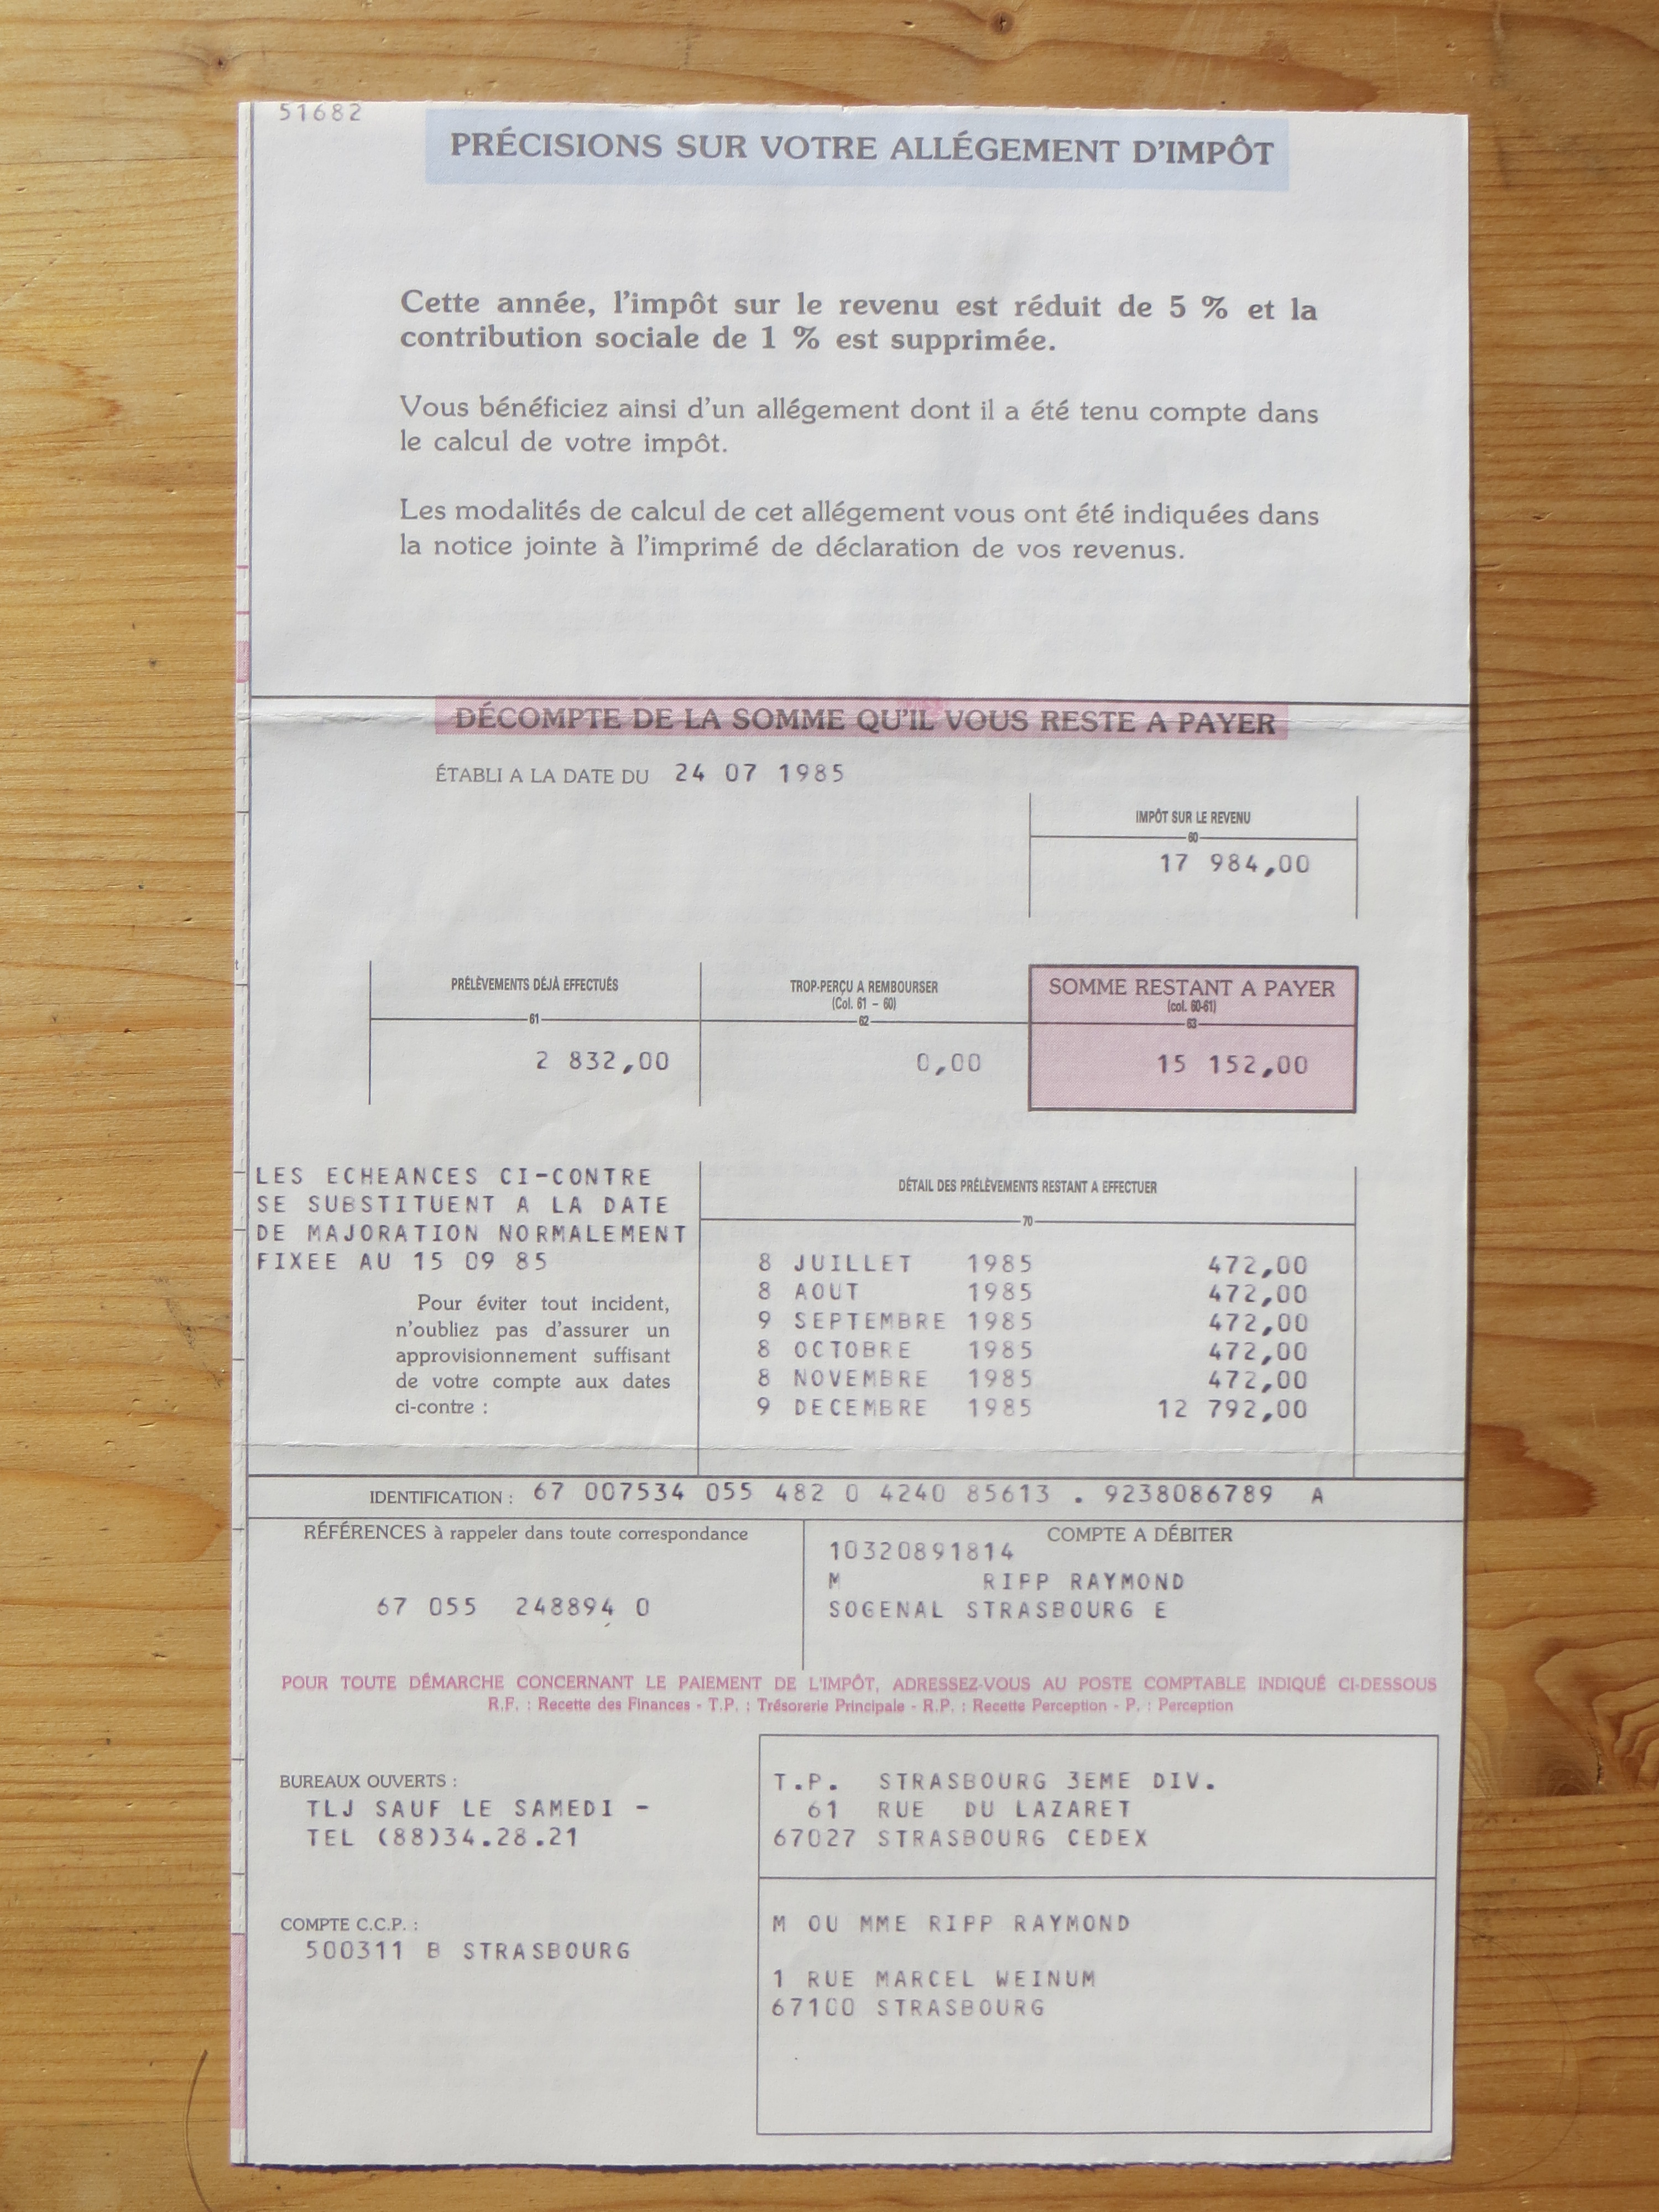 51682
PRÉCISIONS SUR VOTRE ALLÉGEMENT D'IMPÔT
Cette année, l'impôt sur le revenu est réduit de 5 % et la
contribution sociale de 1 % est supprimée.
Vous bénéficiez ainsi d'un allégement dont il a été tenu compte dans
le calcul de votre impôt.
Les modalités de calcul de cet allégement vous ont été indiquées dans
la notice jointe à l'imprimé de déclaration de vos revenus.
DÉCOMPTE DE LA SOMME QU'IL VOUS RESTE A PAYER
ÉTABLI A LA DATE DU 24 07 1985
IMPÔT SUR LE REVENU
60
17 984,00
PRÉLÈVEMENTS DÉJÀ EFFECTUÉS
61
2 832,00
TROP-PERÇU A REMBOURSER
(Col. 61 – 60)
62
0,00
SOMME RESTANT A PAYER
(col. 60-61)
63
15 152,00
LES ECHEANCES CI-CONTRE
SE SUBSTITUENT A LA DATE
DE MAJORATION NORMALEMENT
FIXEE AU 15 09 85
Pour éviter tout incident,
n'oubliez pas d'assurer un
approvisionnement suffisant
de votre compte aux dates
ci-contre :
DÉTAIL DES PRÉLÈVEMENTS RESTANT A EFFECTUER
70
8 JUILLET 1985 472,00
8 AOUT 1985 472,00
9 SEPTEMBRE 1985 472,00
8 OCTOBRE 1985 472,00
8 NOVEMBRE 1985 472,00
9 DECEMBRE 1985 12 792,00
IDENTIFICATION : 67 007534 055 482 0 4240 85613 . 9238086789 A
RÉFÉRENCES à rappeler dans toute correspondance
67 055 248894 0
COMPTE A DÉBITER
10320891814
M RIPP RAYMOND
SOGENAL STRASBOURG E
POUR TOUTE DÉMARCHE CONCERNANT LE PAIEMENT DE L'IMPÔT, ADRESSEZ-VOUS AU POSTE COMPTABLE INDIQUÉ CI-DESSOUS
R.F. : Recette des Finances - T.P. : Trésorerie Principale - R.P. : Recette Perception - P. : Perception
BUREAUX OUVERTS :
TLJ SAUF LE SAMEDI -
TEL (88)34.28.21
T.P. STRASBOURG 3EME DIV.
61 RUE DU LAZARET
67027 STRASBOURG CEDEX
COMPTE C.C.P. :
500311 B STRASBOURG
M OU MME RIPP RAYMOND
1 RUE MARCEL WEINUM
67100 STRASBOURG